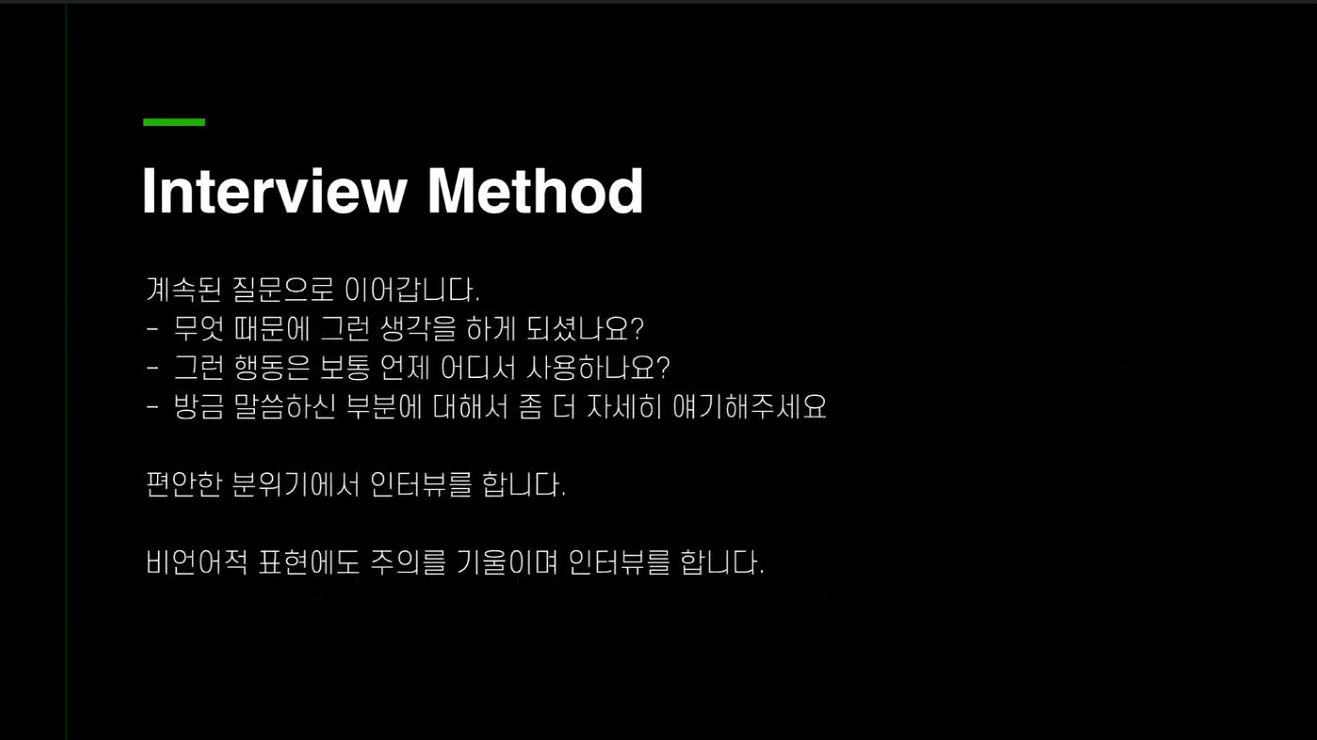 Interview Method
계속된 질문으로 이어갑니다.
- 무엇 때문에 그런 생각을 하게 되셨나요?
- 그런 행동은 보통 언제 어디서 사용하나요?
- 방금 말씀하신 부분에 대해서 좀 더 자세히 얘기해주세요
편안한 분위기에서 인터뷰를 합니다.
비언어적 표현에도 주의를 기울이며 인터뷰를 합니다.